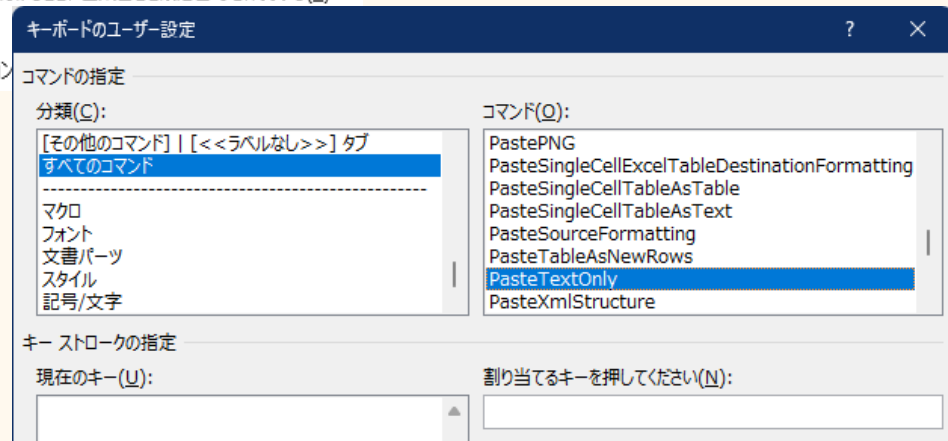 キーボードのユーザー設定
コマンドの指定
分類(C):
[その他のコマンド] | [<<ラベルなし>>] タブ
すべてのコマンド
--------------------------------------------------
マクロ
フォント
文書パーツ
スタイル
記号/文字
コマンド(O):
PastePNG
PasteSingleCellExcelTableDestinationFormatting
PasteSingleCellTableAsTable
PasteSingleCellTableAsText
PasteSourceFormatting
PasteTableAsNewRows
PasteTextOnly
PasteXmlStructure
キー ストロークの指定
現在のキー(U):
割り当てるキーを押してください(N):